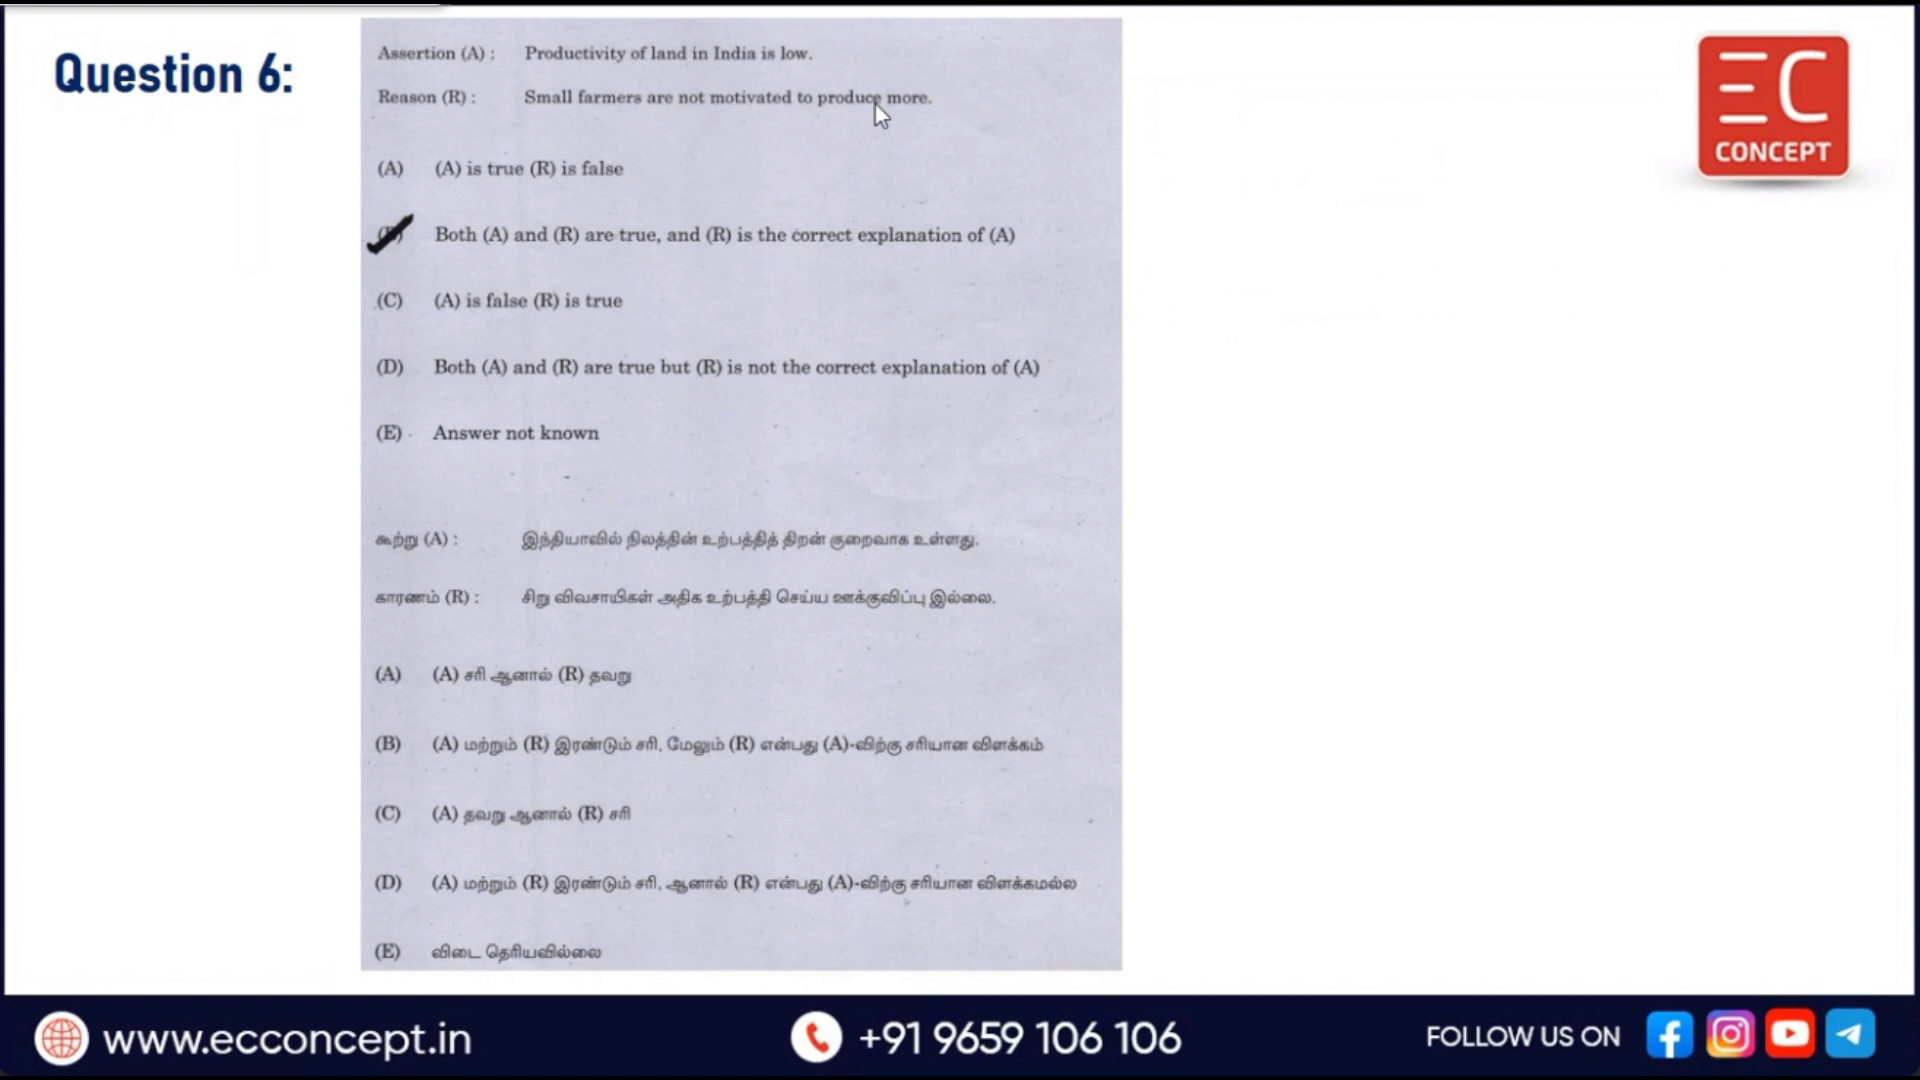 Question 6:
Assertion (A) : Productivity of land in India is low.
Reason (R) : Small farmers are not motivated to produce more.
(A) (A) is true (R) is false
Both (A) and (R) are true, and (R) is the correct explanation of (A)
(C) (A) is false (R) is true
(D) Both (A) and (R) are true but (R) is not the correct explanation of (A)
(E) Answer not known
கூற்று (A) : இந்தியாவில் நிலத்தின் உற்பத்தித் திறன் குறைவாக உள்ளது.
காரணம் (R) : சிறு விவசாயிகள் அதிக உற்பத்தி செய்ய ஊக்குவிப்பு இல்லை.
(A) (A) சரி ஆனால் (R) தவறு
(B) (A) மற்றும் (R) இரண்டும் சரி, மேலும் (R) என்பது (A)-விற்கு சரியான விளக்கம்
(C) (A) தவறு ஆனால் (R) சரி
(D) (A) மற்றும் (R) இரண்டும் சரி, ஆனால் (R) என்பது (A)-விற்கு சரியான விளக்கமல்ல
(E) விடை தெரியவில்லை
EC
CONCEPT
www.ecconcept.in
+91 9659 106 106
FOLLOW US ON